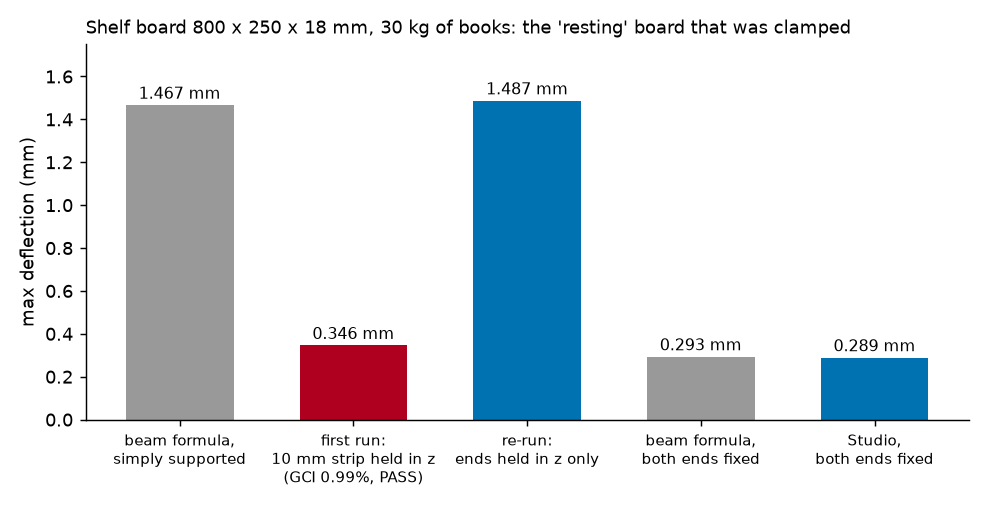 Shelf board 800 x 250 x 18 mm, 30 kg of books: the 'resting' board that was clamped
max deflection (mm)
1.6
1.4
1.2
1.0
0.8
0.6
0.4
0.2
0.0
1.467 mm
0.346 mm
1.487 mm
0.293 mm
0.289 mm
beam formula,
simply supported
first run:
10 mm strip held in z
(GCI 0.99%, PASS)
re-run:
ends held in z only
beam formula,
both ends fixed
Studio,
both ends fixed